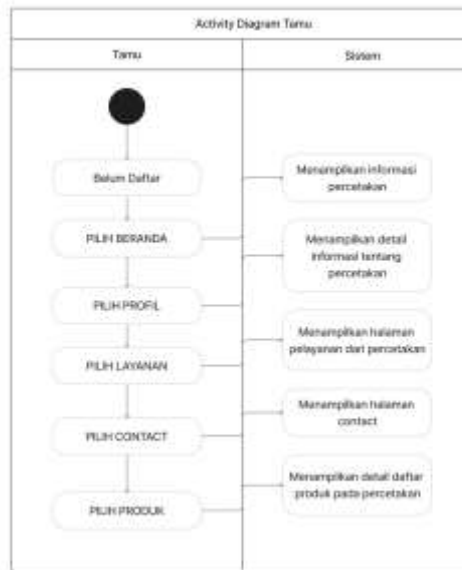 Activity Diagram Tamu
Tamu
Sistem
Belum Daftar
Menampilkan informasi
percetakan
PILIH BERANDA
Menampilkan detail
informasi tentang
percetakan
PILIH PROFIL
Menampilkan halaman
pelayanan dari percetakan
PILIH LAYANAN
Menampilkan halaman
contact
PILIH CONTACT
Menampilkan detail daftar
produk pada percetakan
PILIH PRODUK